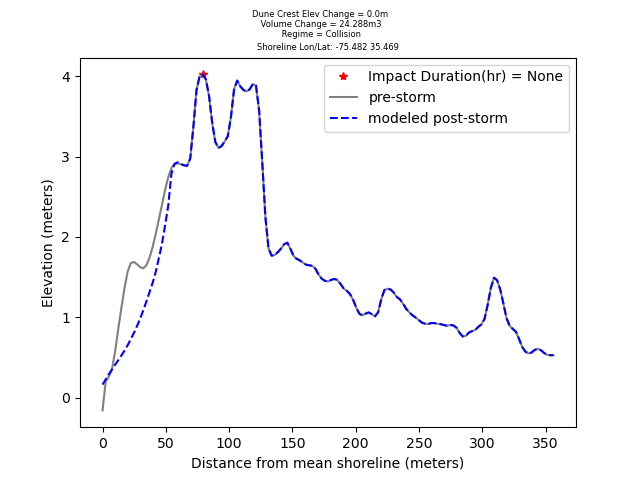 Dune Crest Elev Change = 0.0m
Volume Change = 24.288m3
Regime = Collision
Shoreline Lon/Lat: -75.482 35.469
Impact Duration(hr) = None
pre-storm
modeled post-storm
4
3
2
1
0
Elevation (meters)
0 50 100 150 200 250 300 350
Distance from mean shoreline (meters)